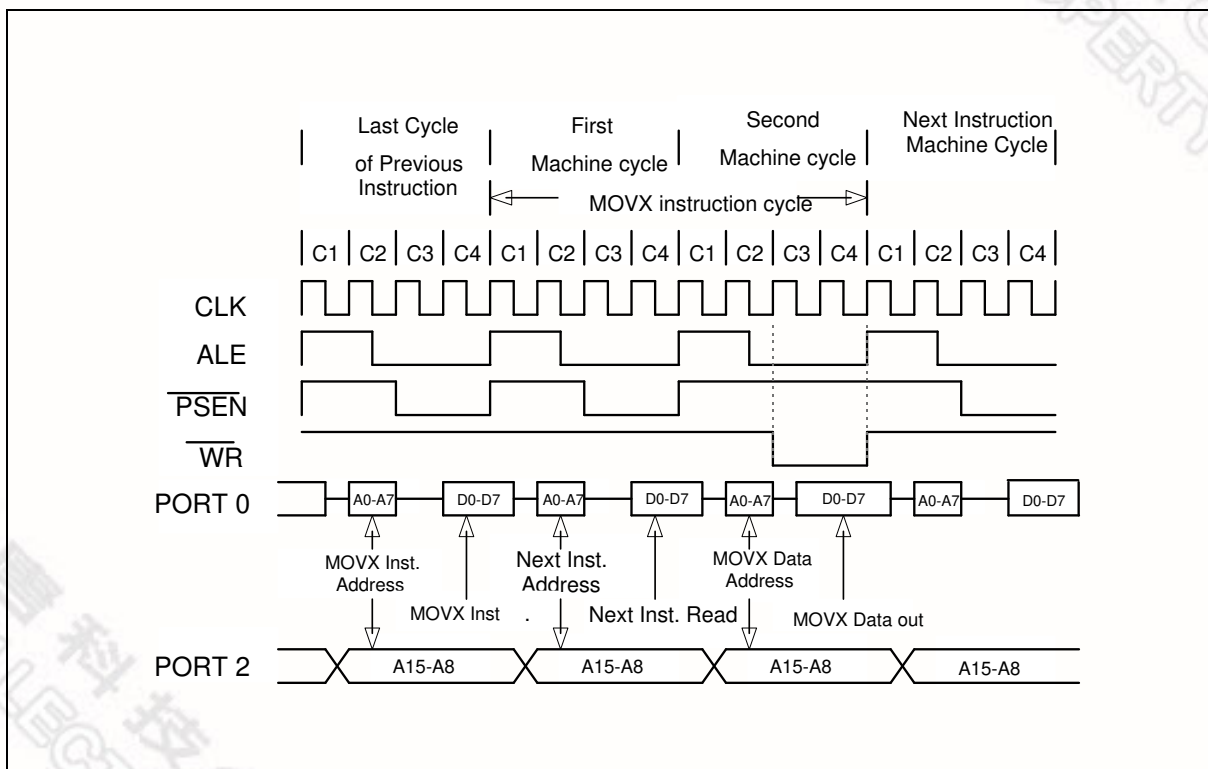 Last Cycle
of Previous
Instruction
First
Machine cycle
Second
Machine cycle
Next Instruction
Machine Cycle
MOVX instruction cycle
C1 C2 C3 C4 C1 C2 C3 C4 C1 C2 C3 C4 C1 C2 C3 C4
CLK
ALE
PSEN
WR
PORT 0
A0-A7 D0-D7 A0-A7 D0-D7 A0-A7 D0-D7 A0-A7 D0-D7
MOVX Inst.
Address
MOVX Inst .
Next Inst.
Address
Next Inst. Read
MOVX Data
Address
MOVX Data out
PORT 2
A15-A8 A15-A8 A15-A8 A15-A8
科技